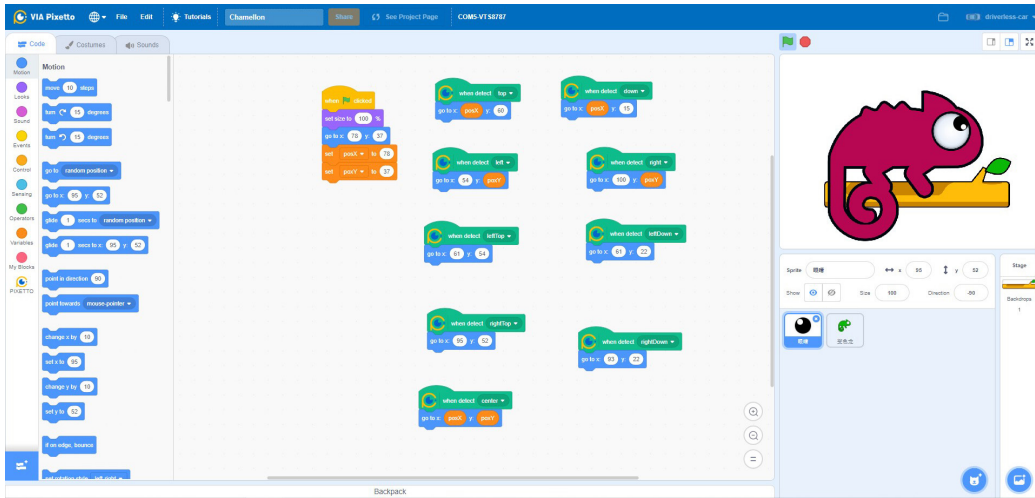 VIA Pixetto File Edit Tutorials Chamellon Share See Project Page COM5-VTS8787 driverless-car
Code Costumes Sounds
Motion
Looks
Sound
Events
Control
Sensing
Operators
Variables
My Blocks
PIXETTO
Motion
move 10 steps
turn 15 degrees
turn 15 degrees
go to random position
go to x: 95 y: 52
glide 1 secs to random position
glide 1 secs to x: 95 y: 52
point in direction 90
point towards mouse-pointer
change x by 10
set x to 95
change y by 10
set y to 52
if on edge, bounce
set rotation style left-right
when clicked
set size to 100 %
go to x: 78 y: 37
set posX to 78
set posY to 37
when detect top
go to x: posX y: 60
when detect down
go to x: posX y: 15
when detect left
go to x: 54 y: posY
when detect right
go to x: 100 y: posY
when detect leftTop
go to x: 61 y: 54
when detect leftDown
go to x: 61 y: 22
when detect rightTop
go to x: 95 y: 52
when detect rightDown
go to x: 93 y: 22
when detect center
go to x: posX y: posY
Backpack
Sprite 眼睛 x 95 y 52
Show Size 100 Direction -90
眼睛
Stage
Backdrops
1